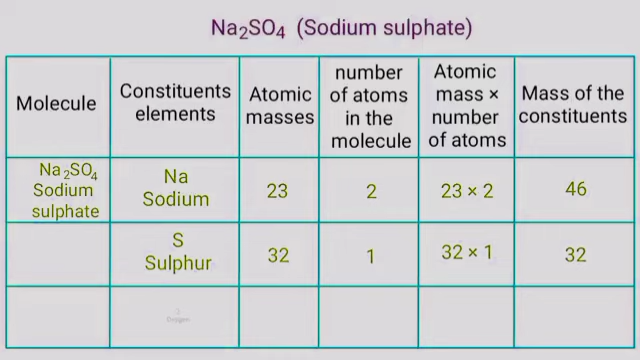 Na₂SO₄ (Sodium sulphate)
Molecule
Constituents
elements
Atomic
masses
number
of atoms
in the
molecule
Atomic
mass ×
number
of atoms
Mass of the
constituents
Na₂SO₄
Sodium
sulphate
Na
Sodium
23
2
23 × 2
46
S
Sulphur
32
1
32 × 1
32
Oxygen